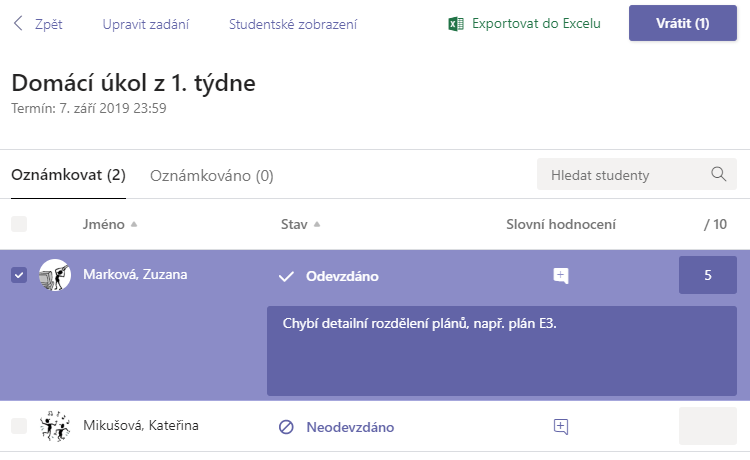 Zpět Upravit zadání Studentské zobrazení Exportovat do Excelu Vrátit (1)
Domácí úkol z 1. týdne
Termín: 7. září 2019 23:59
Oznámkovat (2) Oznámkováno (0) Hledat studenty
Jméno Stav Slovní hodnocení / 10
Marková, Zuzana Odevzdáno 5
Chybí detailní rozdělení plánů, např. plán E3.
Mikušová, Kateřina Neodevzdáno